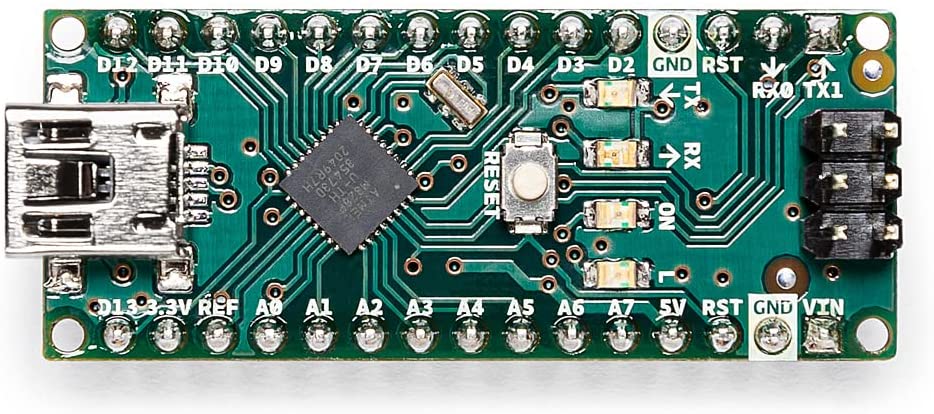 D12 D11 D10 D9 D8 D7 D6 D5 D4 D3 D2 GND RST RX0 TX1
TX
RX
RESET
ON
L
D13 3.3V REF A0 A1 A2 A3 A4 A5 A6 A7 5V RST GND VIN